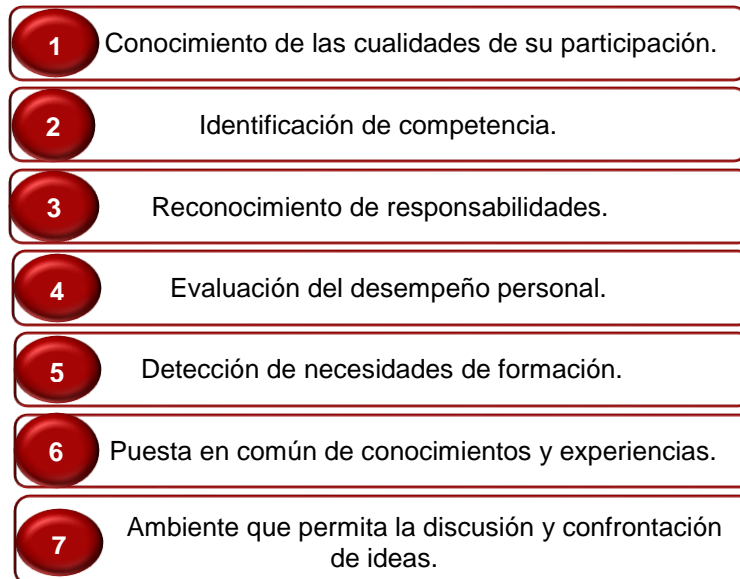 1 Conocimiento de las cualidades de su participación.
2 Identificación de competencia.
3 Reconocimiento de responsabilidades.
4 Evaluación del desempeño personal.
5 Detección de necesidades de formación.
6 Puesta en común de conocimientos y experiencias.
7 Ambiente que permita la discusión y confrontación
de ideas.